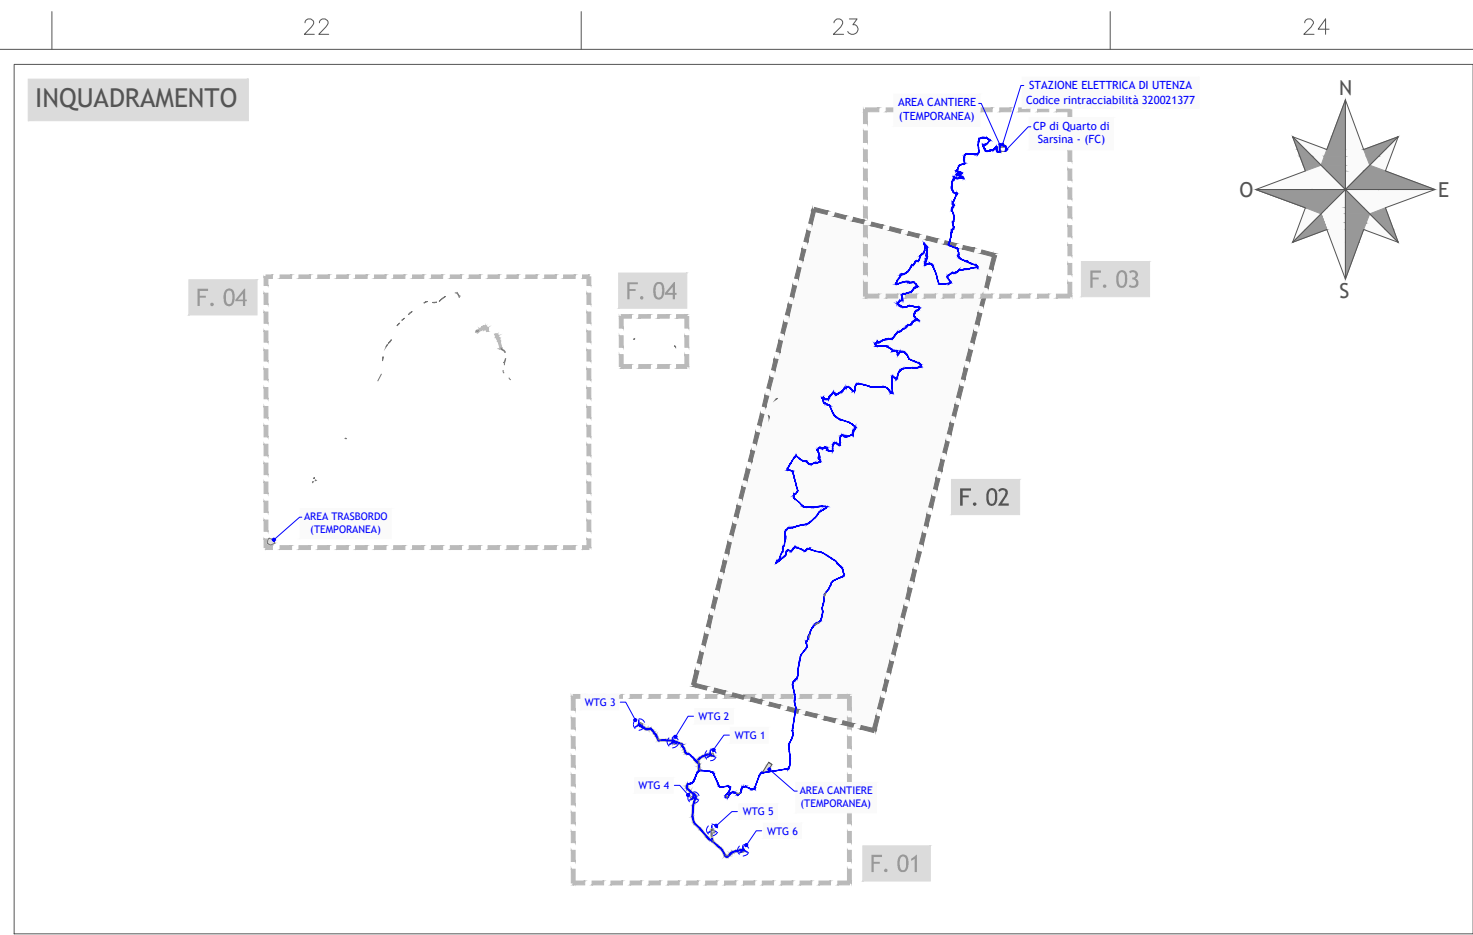 22
23
24
INQUADRAMENTO
STAZIONE ELETTRICA DI UTENZA
Codice rintracciabilità 320021377
AREA CANTIERE
(TEMPORANEA)
CP di Quarto di
Sarsina - (FC)
N
O
E
S
F. 04
F. 04
F. 03
F. 02
AREA TRASBORDO
(TEMPORANEA)
WTG 3
WTG 2
WTG 1
WTG 4
AREA CANTIERE
(TEMPORANEA)
WTG 5
WTG 6
F. 01